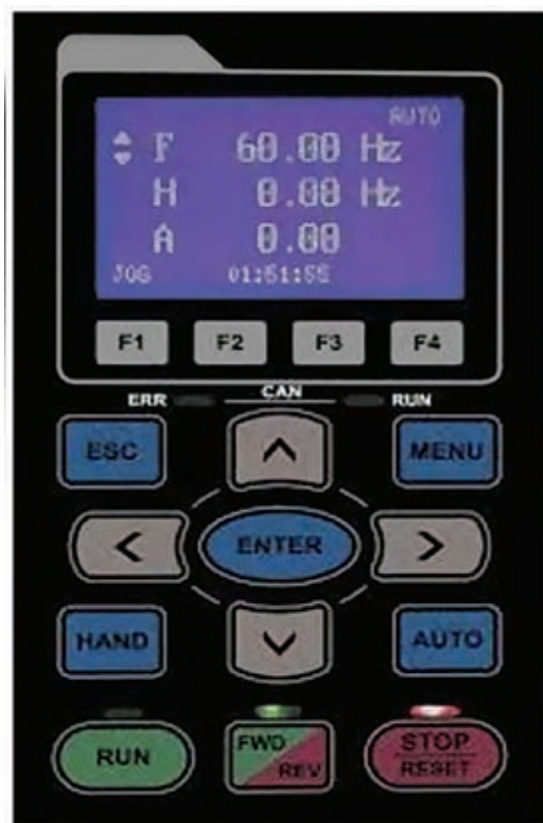 AUTO
F 60.00 Hz
H 0.00 Hz
A 0.00
JOG 01:51:55
F1 F2 F3 F4
ERR CAN RUN
ESC MENU
ENTER
HAND AUTO
RUN FWD REV STOP RESET